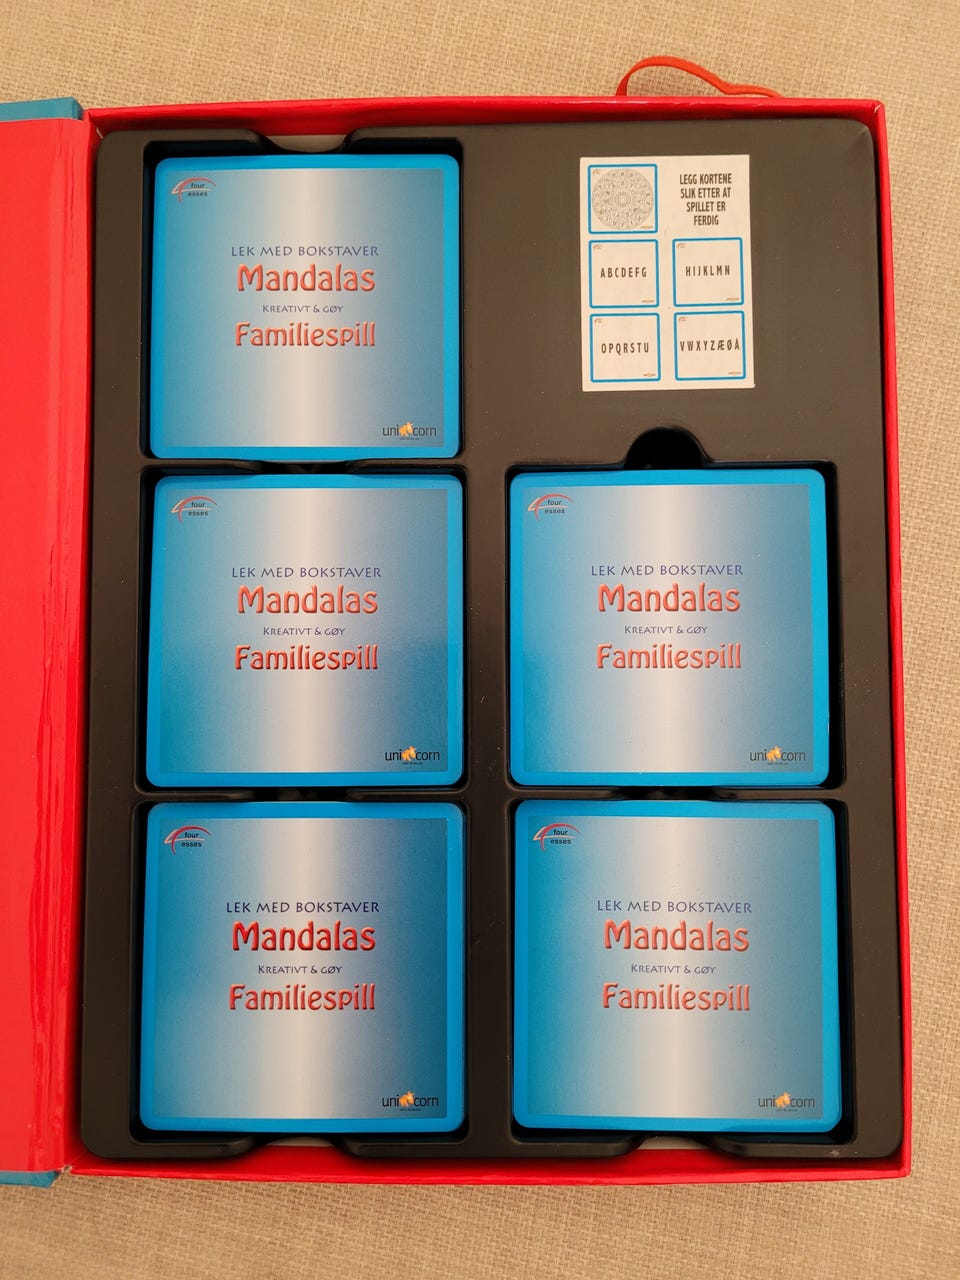 four
esses
LEK MED BOKSTAVER
Mandalas
KREATIVT & GØY
Familiespill
unicorn
LEGG KORTENE
SLIK ETTER AT
SPILLET ER
FERDIG
ABCDEFG
HIJKLMN
OPQRSTU
VWXYZÆØÅ
four
esses
LEK MED BOKSTAVER
Mandalas
KREATIVT & GØY
Familiespill
unicorn
four
esses
LEK MED BOKSTAVER
Mandalas
KREATIVT & GØY
Familiespill
unicorn
four
esses
LEK MED BOKSTAVER
Mandalas
KREATIVT & GØY
Familiespill
unicorn
four
esses
LEK MED BOKSTAVER
Mandalas
KREATIVT & GØY
Familiespill
unicorn